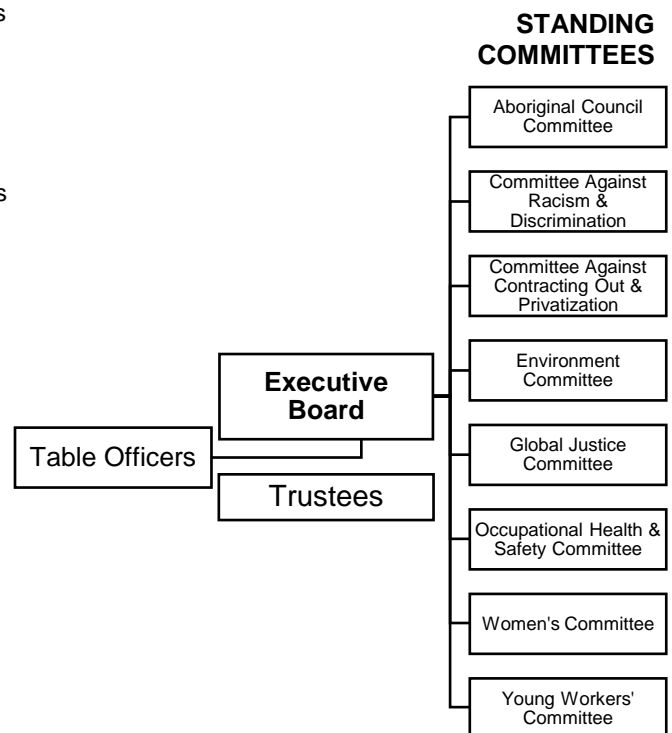 s
s
STANDING
COMMITTEES
Aboriginal Council
Committee
Committee Against
Racism &
Discrimination
Committee Against
Contracting Out &
Privatization
Environment
Committee
Global Justice
Committee
Occupational Health &
Safety Committee
Women's Committee
Young Workers'
Committee
Executive
Board
Table Officers
Trustees